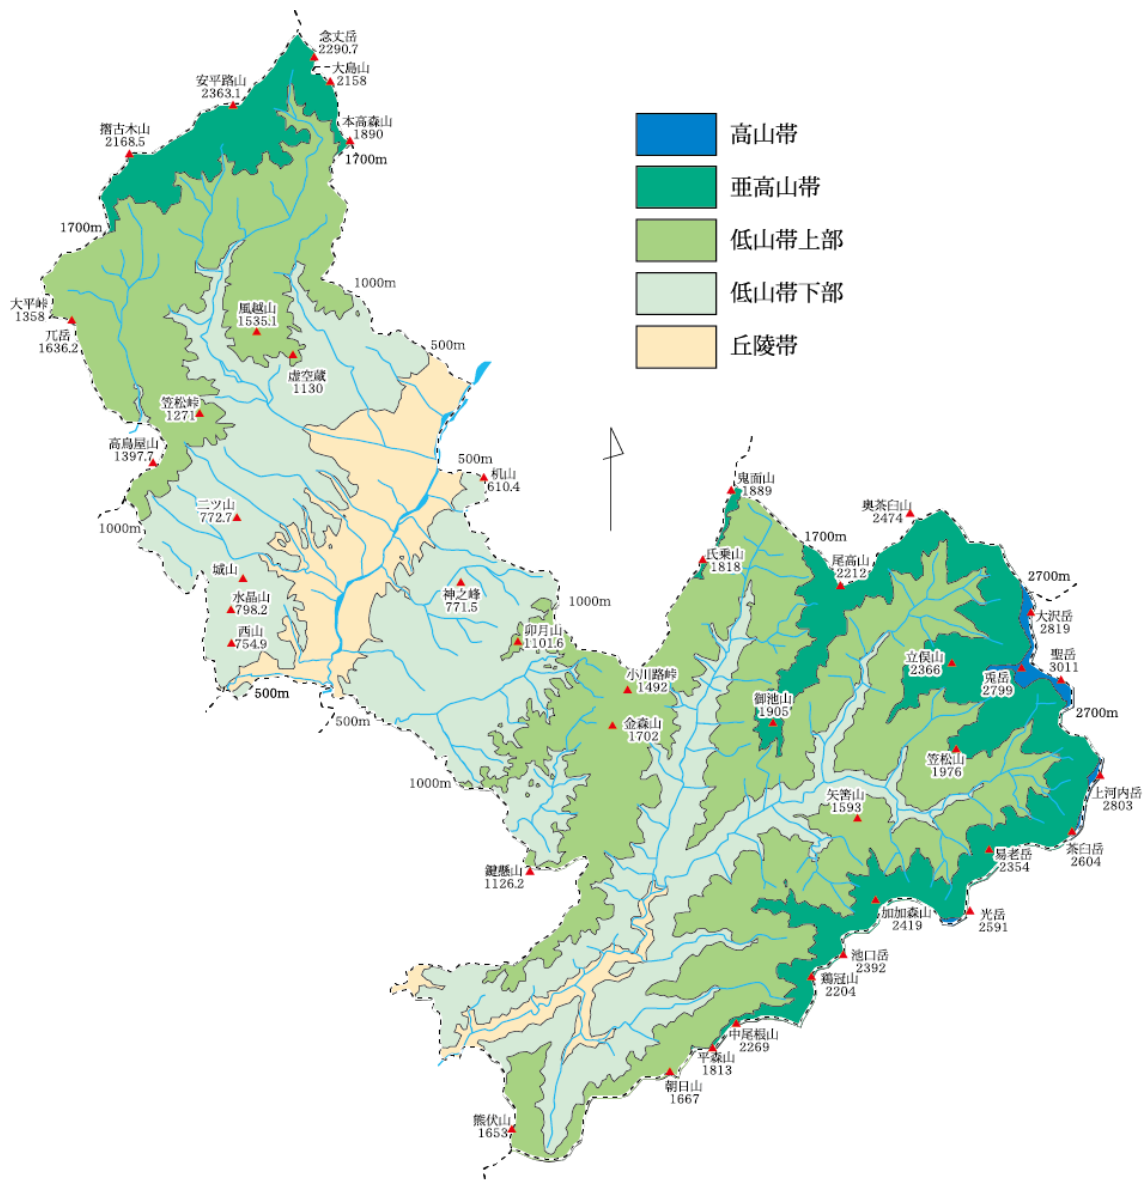 念丈岳
2290.7
大島山
2158
安平路山
2363.1
本高森山
1890
1700m
摺古木山
2168.5
高山帯
亜高山帯
低山帯上部
低山帯下部
丘陵帯
1700m
1000m
大平峠
1358
兀岳
1636.2
風越山
1535.1
500m
虚空蔵
1130
笠松峠
1271
高鳥屋山
1397.7
500m
机山
610.4
鬼面山
1889
二ツ山
772.7
1000m
奥茶臼山
2474
1700m
氏乗山
1818
尾高山
2212
2700m
城山
水晶山
798.2
神之峰
771.5
1000m
大沢岳
2819
西山
754.9
卯月山
1101.6
立俣山
2366
兎岳
2799
聖岳
3011
小川路峠
1492
500m
500m
御池山
1905
2700m
金森山
1702
笠松山
1976
1000m
矢筈山
1593
上河内岳
2803
茶臼岳
2604
易老岳
2354
鍵懸山
1126.2
加加森山
2419
光岳
2591
池口岳
2392
鶏冠山
2204
中尾根山
2269
平森山
1813
朝日山
1667
熊伏山
1653